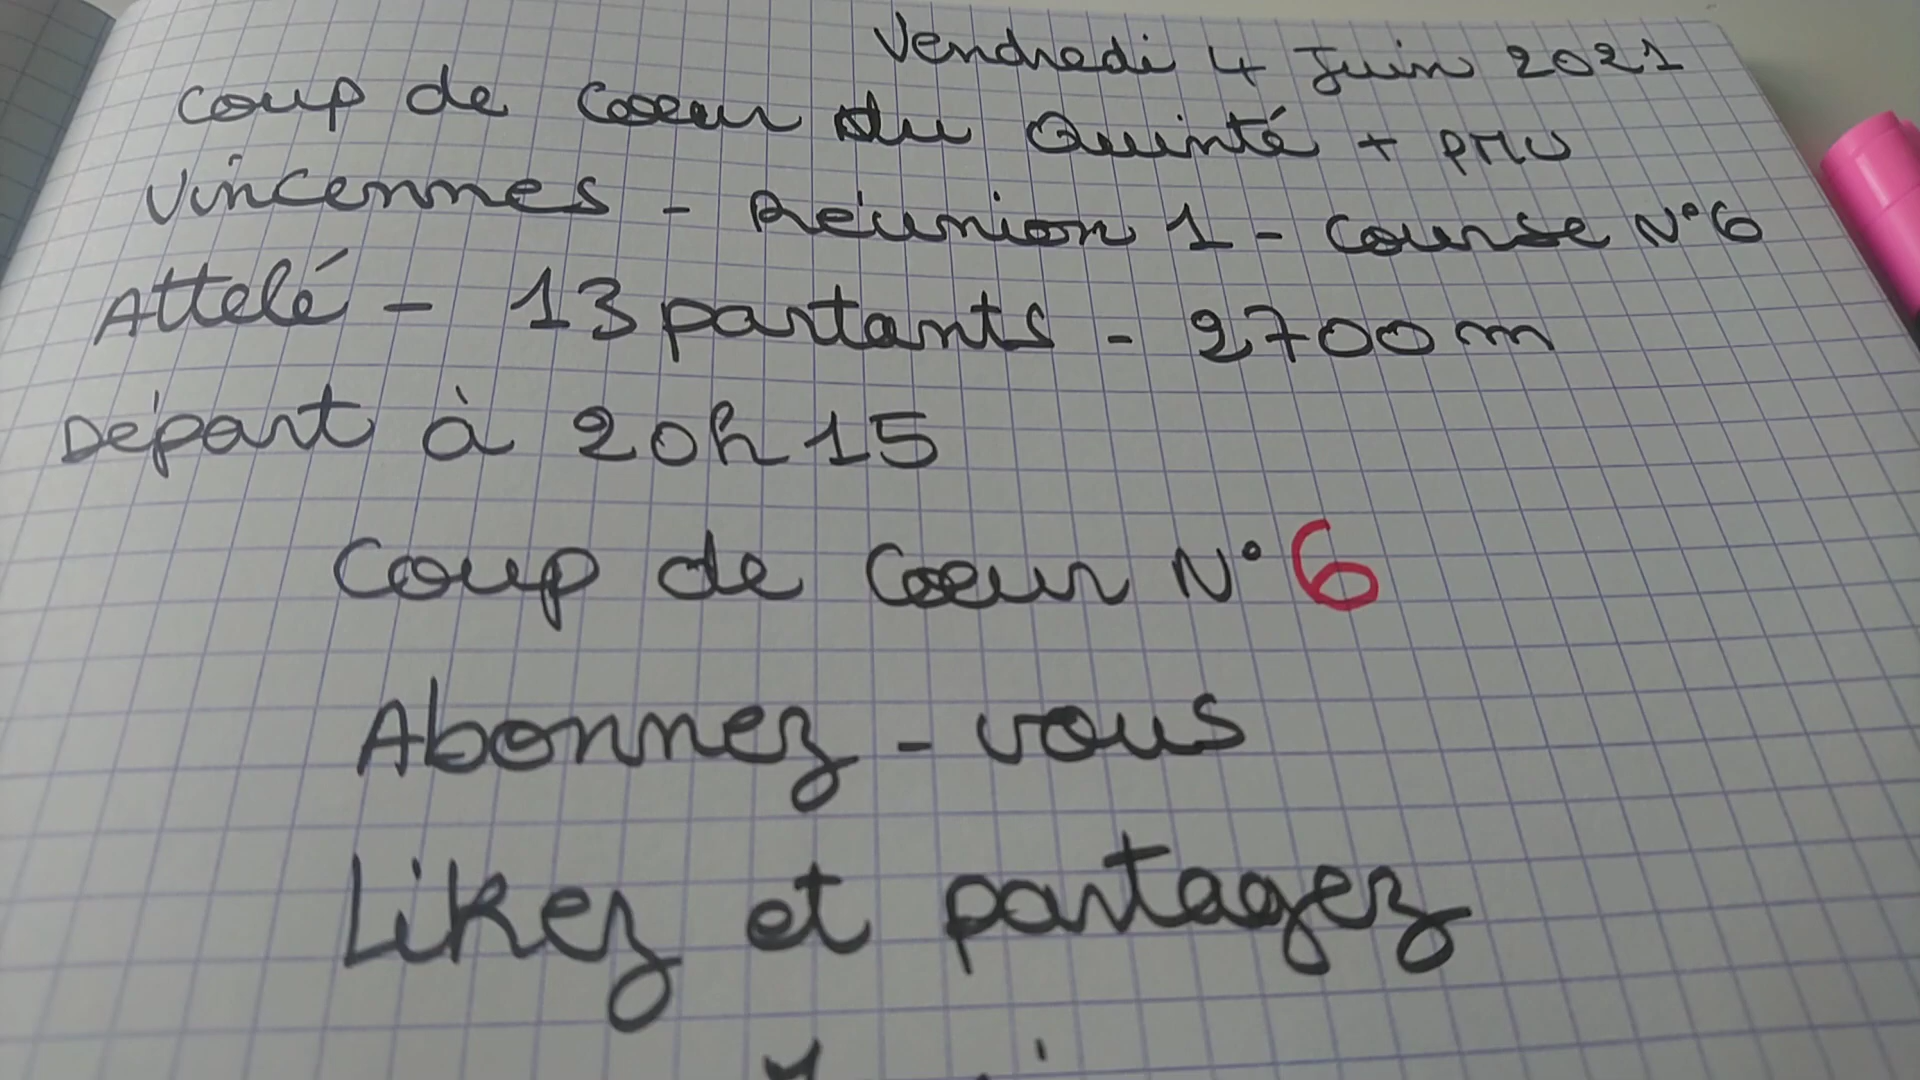 Vendredi 4 Juin 2021
Coup de Coeur du Quinté + PMU
Vincennes - Réunion 1 - Course N°6
Attelé - 13 partants - 2700m
Départ à 20h15
Coup de Coeur N°6
Abonnez-vous
Likez et partagez